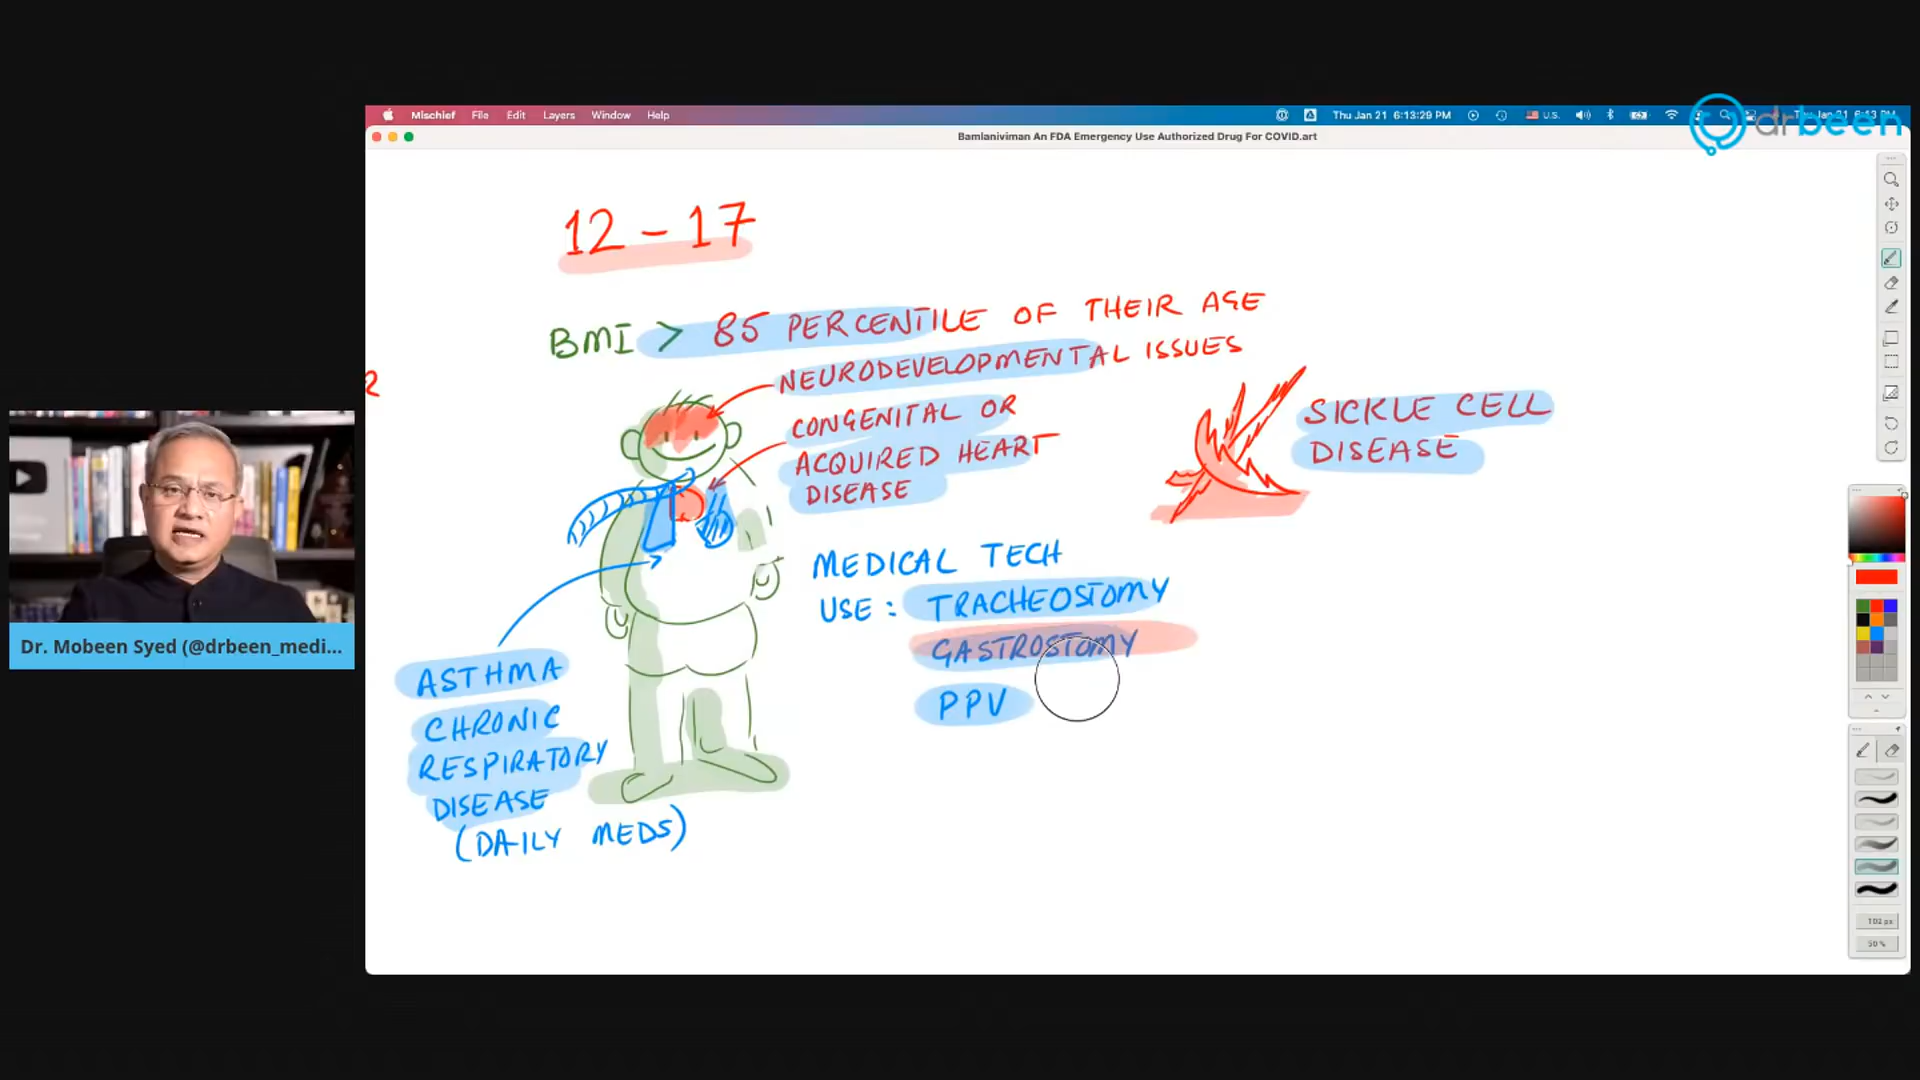 Mischief File Edit Layers Window Help
Thu Jan 21 6:13:29 PM
U.S.
drbeen
Bamlaniviman An FDA Emergency Use Authorized Drug For COVID.art
12 - 17
BMI > 85 PERCENTILE OF THEIR AGE
NEURODEVELOPMENTAL ISSUES
CONGENITAL OR
ACQUIRED HEART
DISEASE
SICKLE CELL
DISEASE
R
MEDICAL TECH
USE: TRACHEOSTOMY
GASTROSTOMY
PPV
ASTHMA
CHRONIC
RESPIRATORY
DISEASE
(DAILY MEDS)
Dr. Mobeen Syed (@drbeen_medi...
102 px
50 %